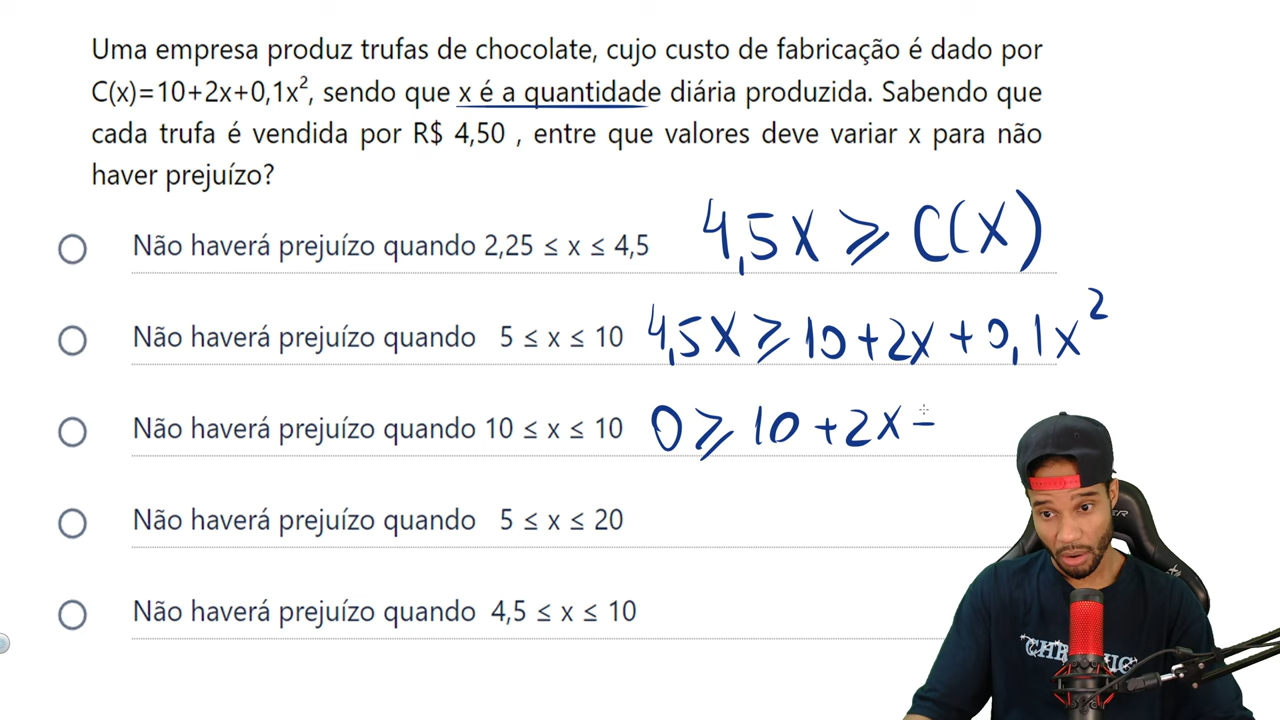 Uma empresa produz trufas de chocolate, cujo custo de fabricação é dado por
C(x)=10+2x+0,1x², sendo que x é a quantidade diária produzida. Sabendo que
cada trufa é vendida por R$ 4,50 , entre que valores deve variar x para não
haver prejuízo?
4,5x ⩾ C(x)
Não haverá prejuízo quando 2,25 ≤ x ≤ 4,5
Não haverá prejuízo quando 5 ≤ x ≤ 10
4,5x ⩾ 10+2x+0,1x²
Não haverá prejuízo quando 10 ≤ x ≤ 10
0 ⩾ 10+2x -
Não haverá prejuízo quando 5 ≤ x ≤ 20
Não haverá prejuízo quando 4,5 ≤ x ≤ 10